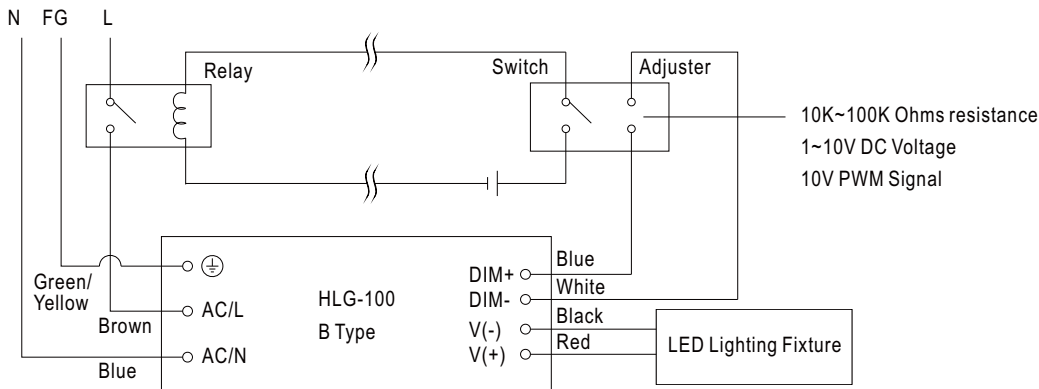 N FG L
Relay
Switch
Adjuster
10K~100K Ohms resistance
1~10V DC Voltage
10V PWM Signal
Green/
Yellow
Brown
Blue
AC/L
AC/N
HLG-100
B Type
DIM+
DIM-
V(-)
V(+)
Blue
White
Black
Red
LED Lighting Fixture